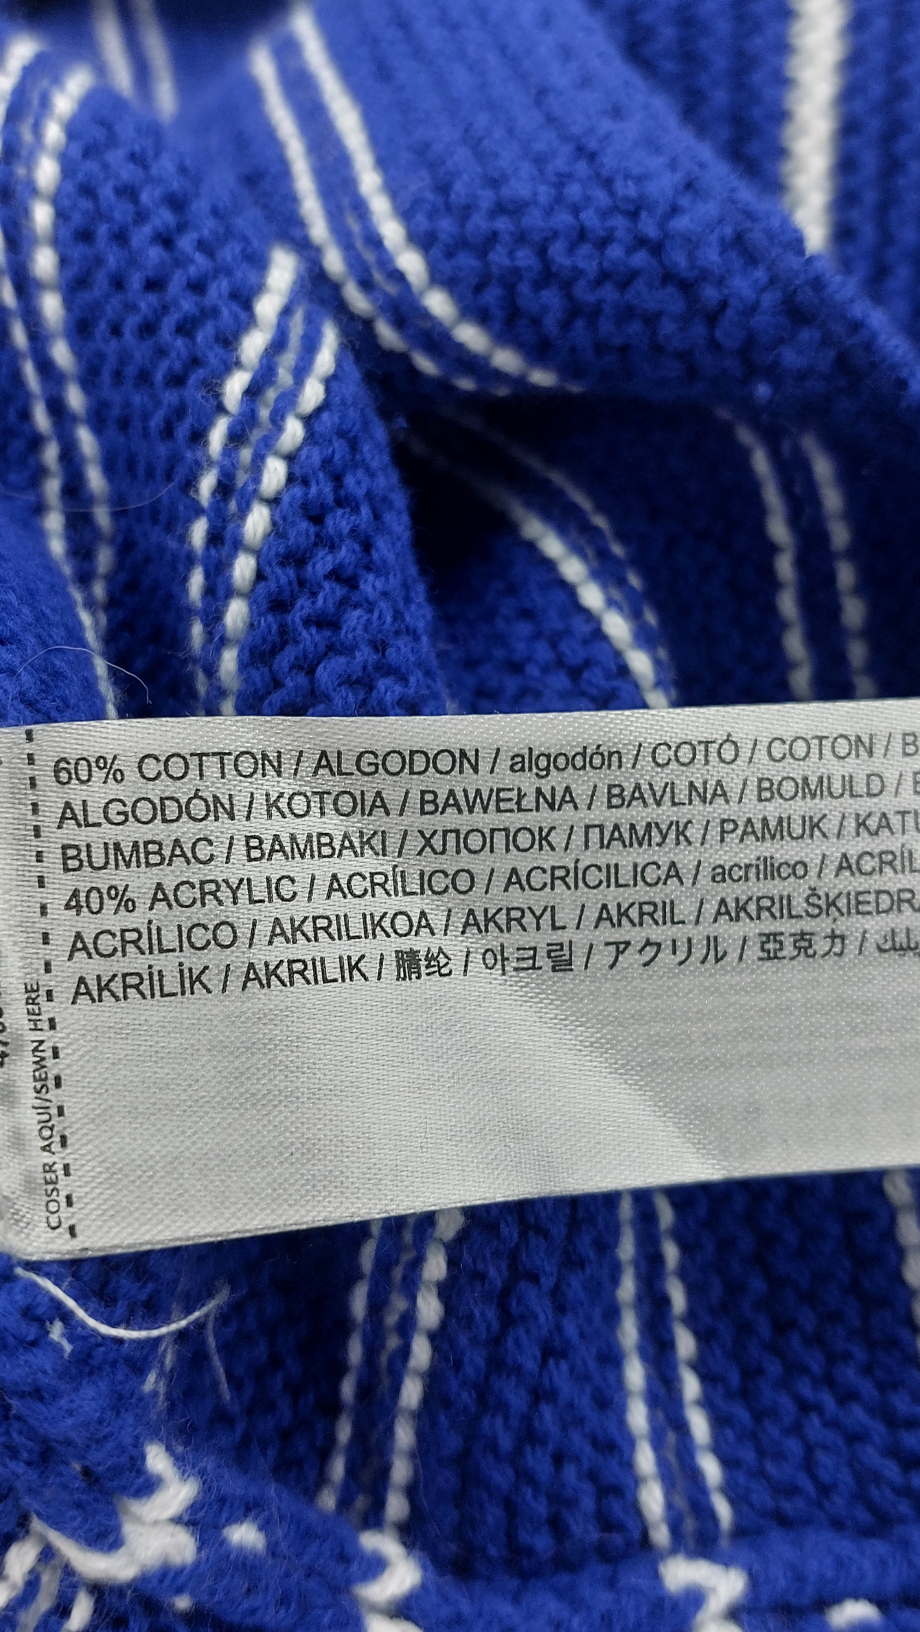 60% COTTON / ALGODON / algodón / COTÓ / COTON / B
ALGODÓN / KOTOIA / BAWEŁNA / BAVLNA / BOMULD /
BUMBAC / BAMBAKI / ХЛОПОК / ПАМУК / PAMUK /
40% ACRYLIC / ACRÍLICO / ACRÍCILICA / acrílico /
ACRÍLICO / AKRILIKOA / AKRYL / AKRIL /
AKRİLİK / AKRILIK / 腈纶 / 아크릴 / アクリル / 亞克力 /
COSER AQUÍ/SEWN HERE